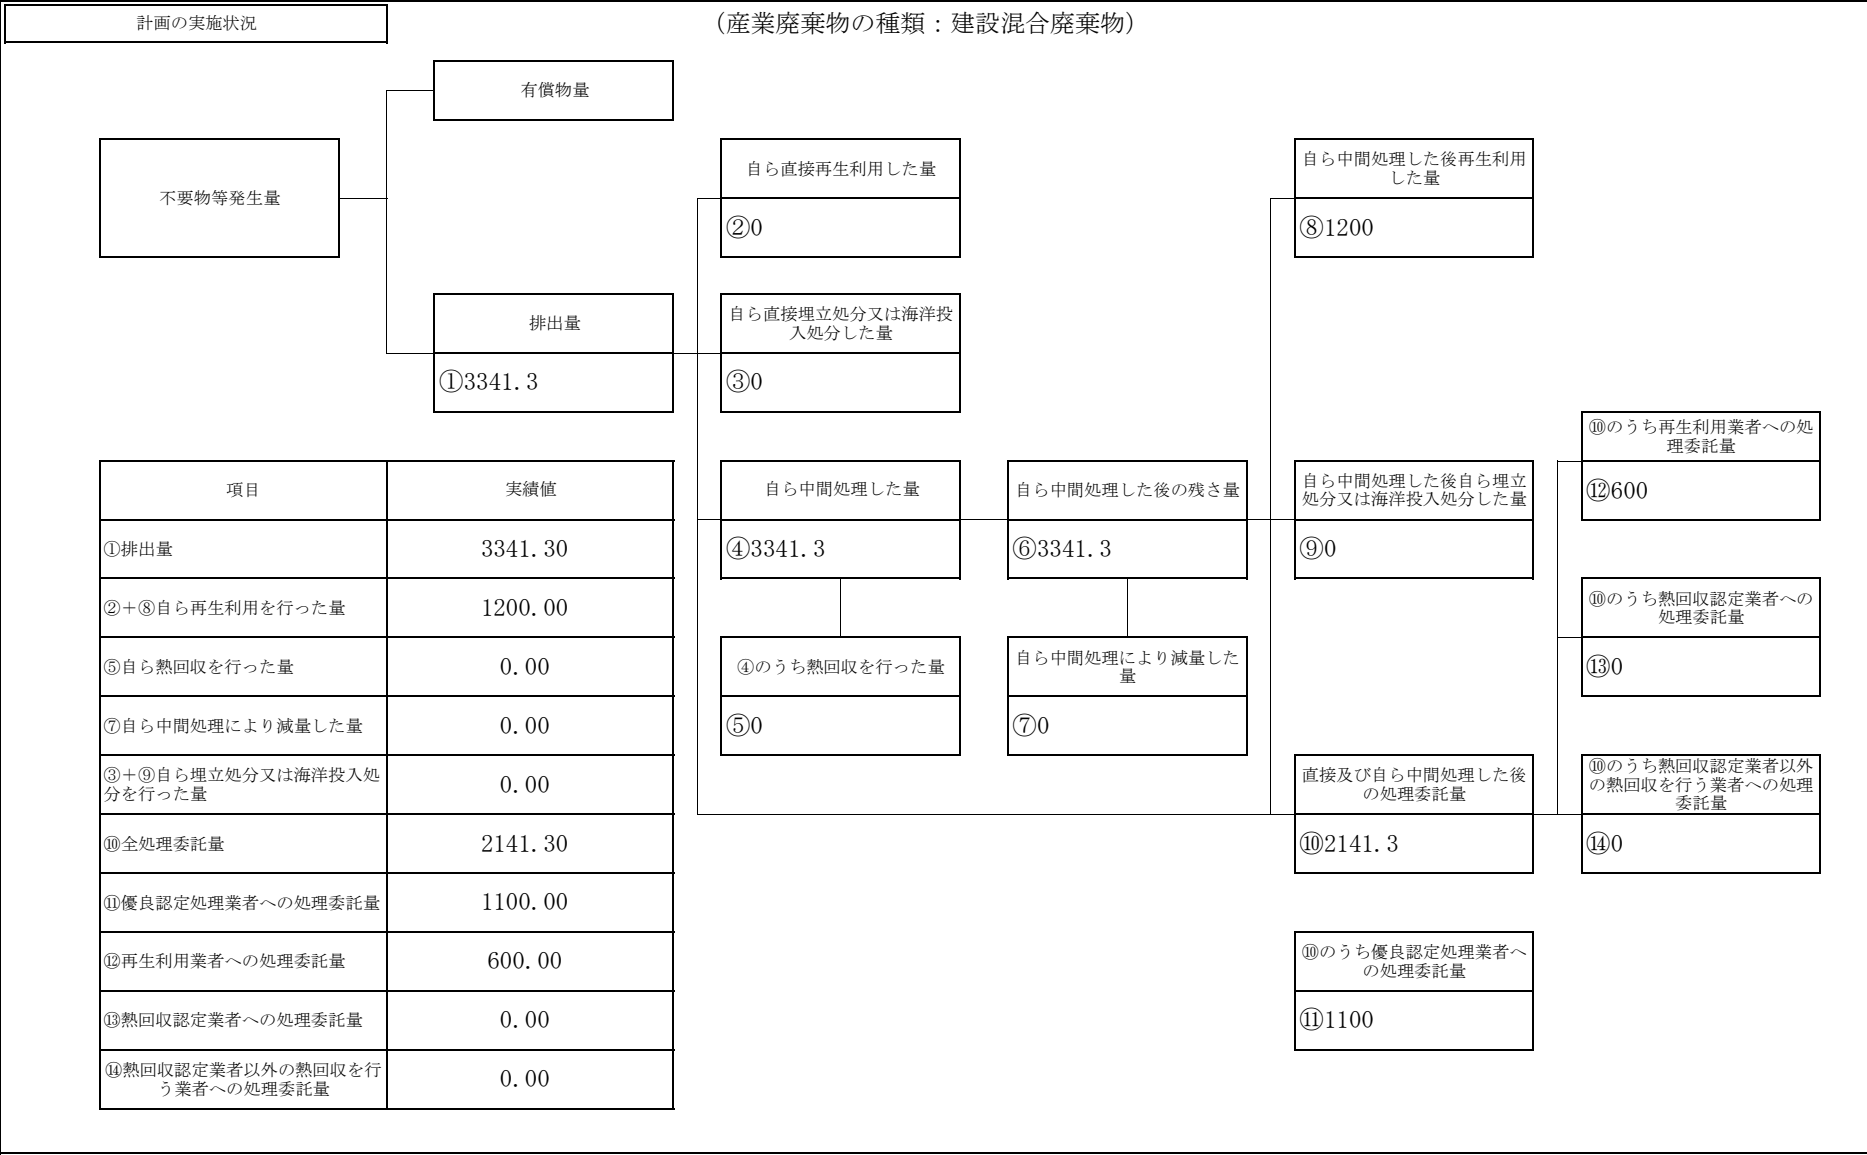 計画の実施状況
（産業廃棄物の種類：建設混合廃棄物）
有償物量
不要物等発生量
自ら直接再生利用した量
②0
自ら中間処理した後再生利用
した量
⑧1200
排出量
①3341.3
自ら直接埋立処分又は海洋投
入処分した量
③0
⑩のうち再生利用業者への処
理委託量
⑫600
自ら中間処理した量
④3341.3
自ら中間処理した後の残さ量
⑥3341.3
自ら中間処理した後自ら埋立
処分又は海洋投入処分した量
⑨0
⑩のうち熱回収認定業者への
処理委託量
⑬0
④のうち熱回収を行った量
⑤0
自ら中間処理により減量した
量
⑦0
直接及び自ら中間処理した後
の処理委託量
⑩2141.3
⑩のうち熱回収認定業者以外
の熱回収を行う業者への処理
委託量
⑭0
⑩のうち優良認定処理業者へ
の処理委託量
⑪1100
項目 実績値
①排出量 3341.30
②＋⑧自ら再生利用を行った量 1200.00
⑤自ら熱回収を行った量 0.00
⑦自ら中間処理により減量した量 0.00
③＋⑨自ら埋立処分又は海洋投入処
分を行った量 0.00
⑩全処理委託量 2141.30
⑪優良認定処理業者への処理委託量 1100.00
⑫再生利用業者への処理委託量 600.00
⑬熱回収認定業者への処理委託量 0.00
⑭熱回収認定業者以外の熱回収を行
う業者への処理委託量 0.00